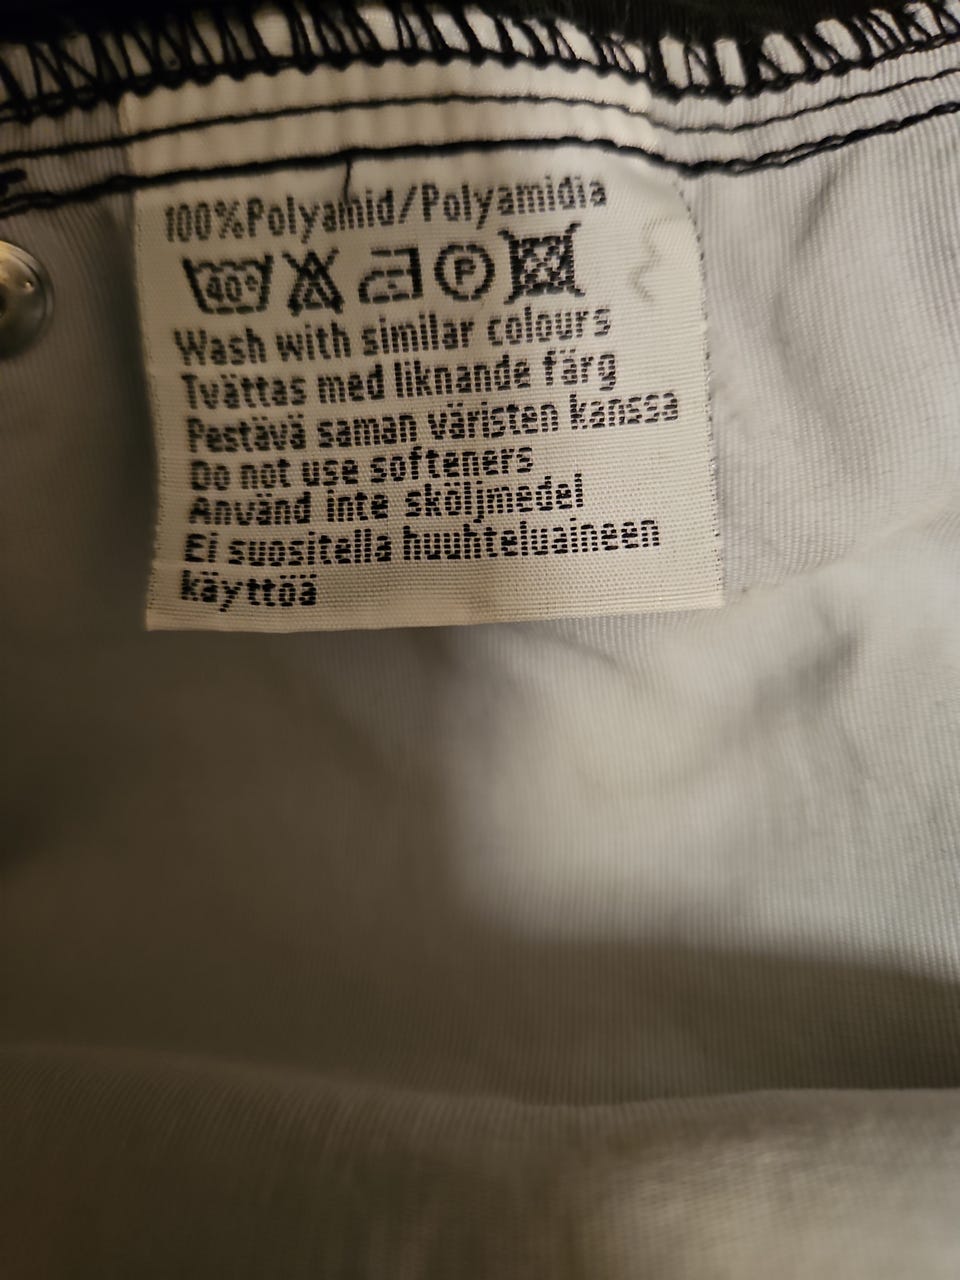 100%Polyamid/Polyamidia
40° P
Wash with similar colours
Tvättas med liknande färg
Pestävä saman väristen kanssa
Do not use softeners
Använd inte sköljmedel
Ei suositella huuhteluaineen
käyttöä